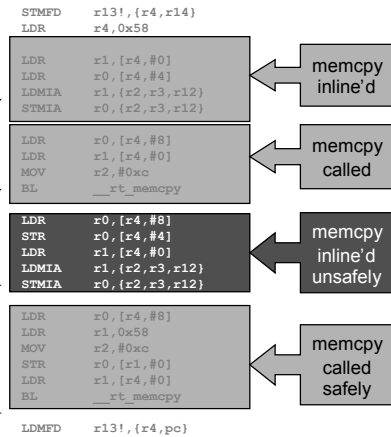 STMFD r13!,{r4,r14}
LDR r4,0x58
LDR r1,[r4,#0]
LDR r0,[r4,#4]
LDMIA r1,{r2,r3,r12}
STMIA r0,{r2,r3,r12}
memcpy
inline'd
LDR r0,[r4,#8]
LDR r1,[r4,#0]
MOV r2,#0xc
BL __rt_memcpy
memcpy
called
LDR r0,[r4,#8]
STR r0,[r4,#4]
LDR r1,[r4,#0]
LDMIA r1,{r2,r3,r12}
STMIA r0,{r2,r3,r12}
memcpy
inline'd
unsafely
LDR r0,[r4,#8]
LDR r1,0x58
MOV r2,#0xc
STR r0,[r1,#0]
LDR r1,[r4,#0]
BL __rt_memcpy
memcpy
called
safely
LDMFD r13!,{r4,pc}